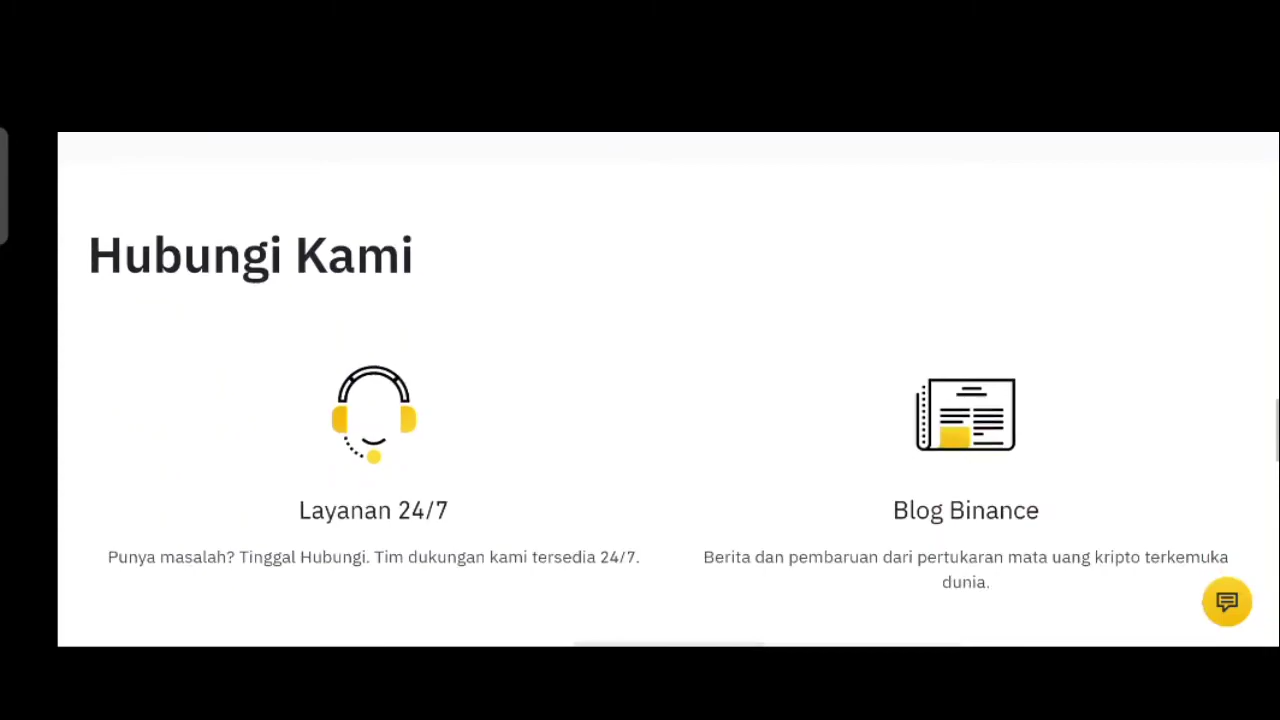 Hubungi Kami
Layanan 24/7
Punya masalah? Tinggal Hubungi. Tim dukungan kami tersedia 24/7.
Blog Binance
Berita dan pembaruan dari pertukaran mata uang kripto terkemuka
dunia.